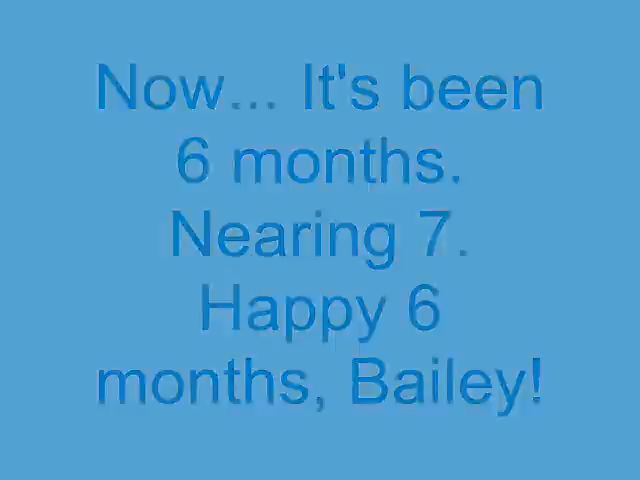 Now... It's been
6 months.
Nearing 7.
Happy 6
months, Bailey!